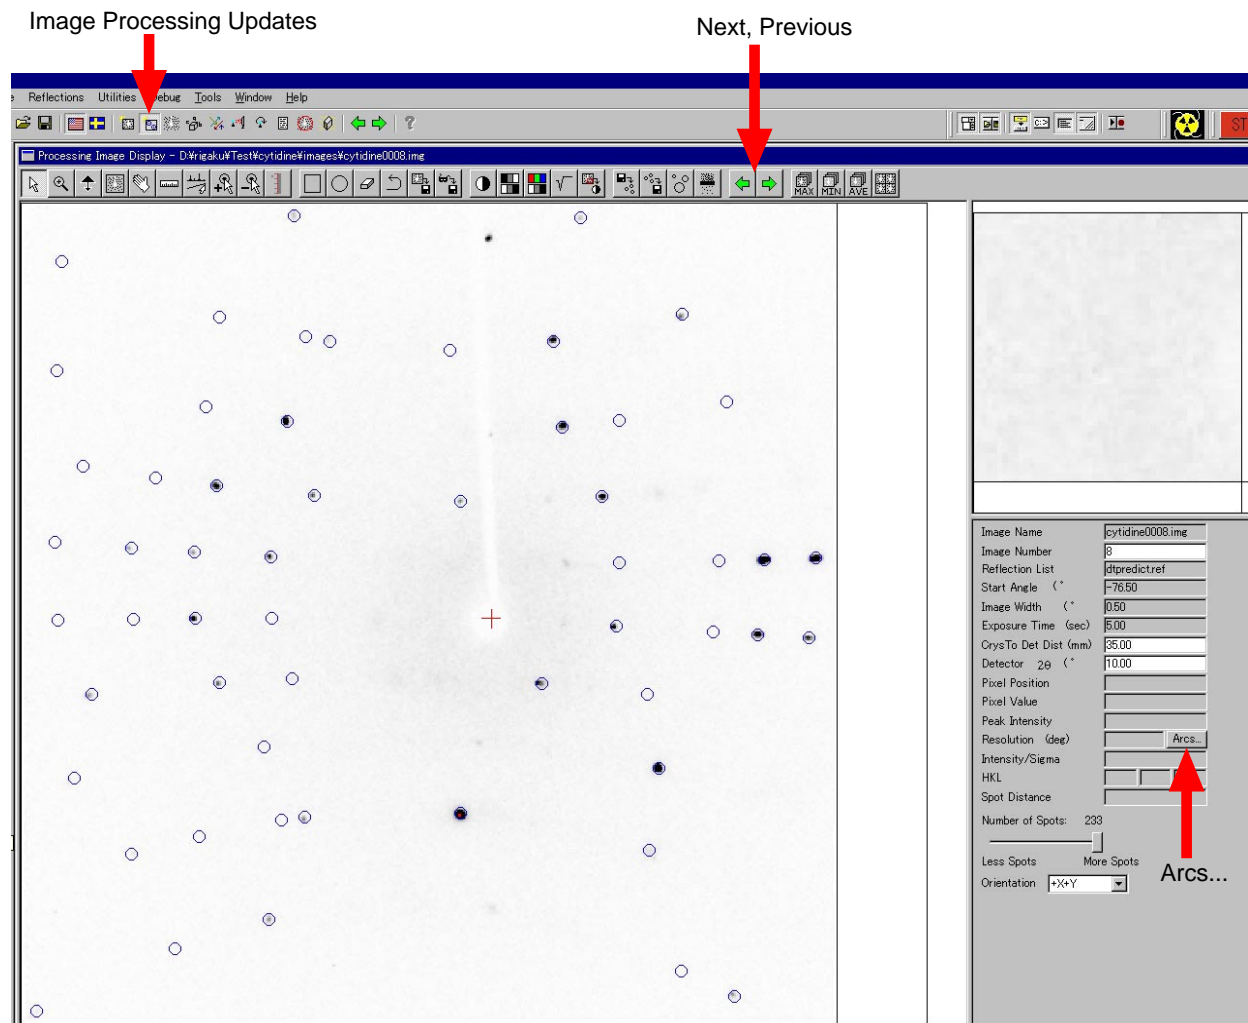 Image Processing Updates
Next, Previous
Reflections Utilities Debug Tools Window Help
ST
Processing Image Display - D:¥rigaku¥Test¥cytidine¥images¥cytidine0008.img
MAX MIN AVE
Image Name cytidine0008.img
Image Number 8
Reflection List dtpredict.ref
Start Angle (° -76.50
Image Width (° 0.50
Exposure Time (sec) 5.00
CrysTo Det Dist (mm) 35.00
Detector 2θ (° 10.00
Pixel Position
Pixel Value
Peak Intensity
Resolution (deg) Arcs...
Intensity/Sigma
HKL
Spot Distance
Number of Spots: 233
Less Spots More Spots
Arcs...
Orientation +X+Y